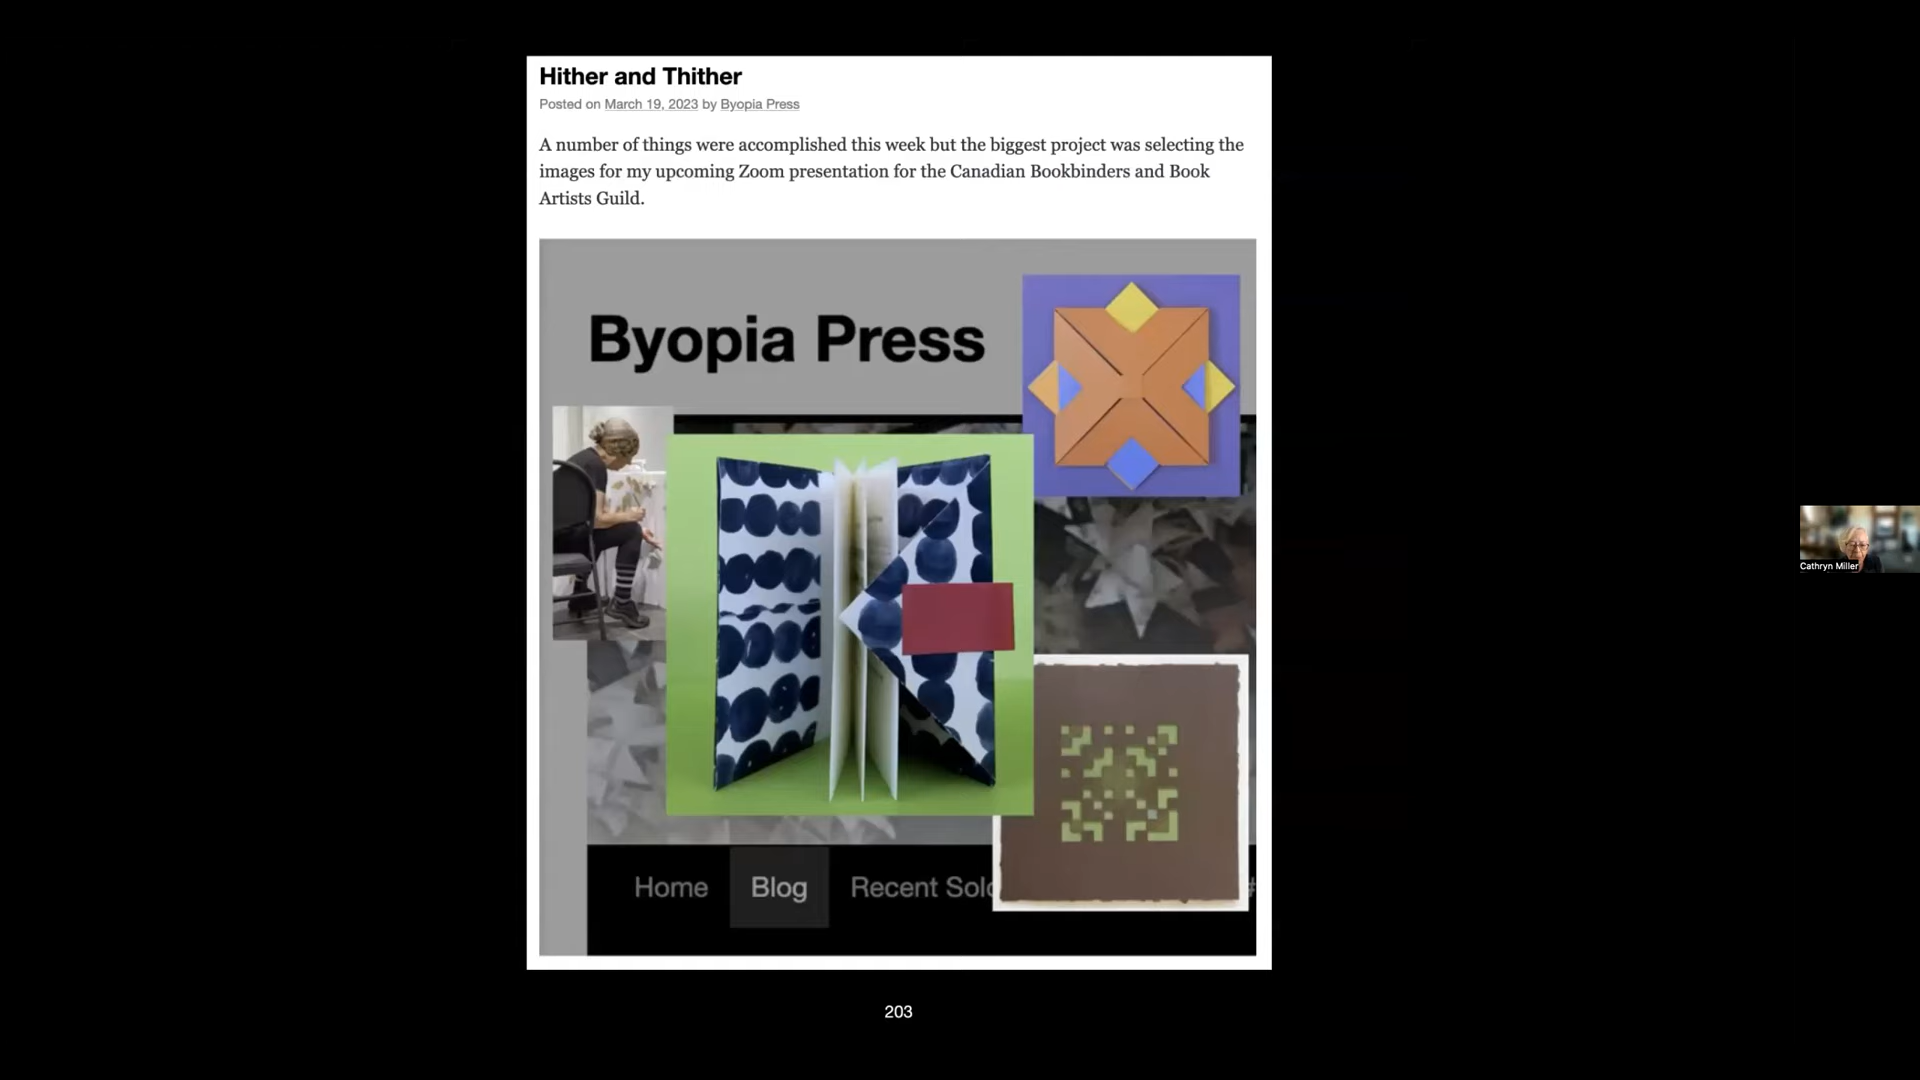 Hither and Thither
Posted on March 19, 2023 by Byopia Press
A number of things were accomplished this week but the biggest project was selecting the
images for my upcoming Zoom presentation for the Canadian Bookbinders and Book
Artists Guild.
Byopia Press
Home Blog Recent Solo
Cathryn Miller
203